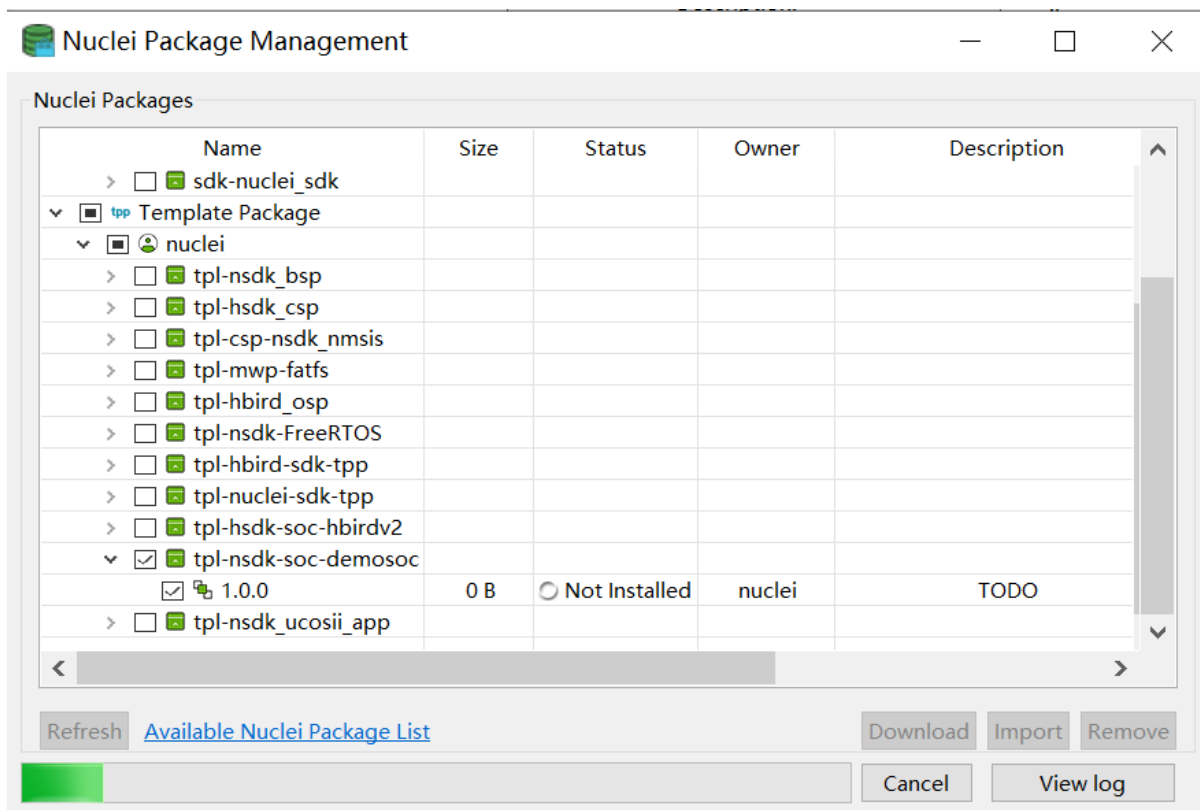 Nuclei Package Management
Nuclei Packages
Name Size Status Owner Description
sdk-nuclei_sdk
tpp Template Package
nuclei
tpl-nsdk_bsp
tpl-hsdk_csp
tpl-csp-nsdk_nmsis
tpl-mwp-fatfs
tpl-hbird_osp
tpl-nsdk-FreeRTOS
tpl-hbird-sdk-tpp
tpl-nuclei-sdk-tpp
tpl-hsdk-soc-hbirdv2
tpl-nsdk-soc-demosoc
1.0.0 0 B Not Installed nuclei TODO
tpl-nsdk_ucosii_app
Refresh Available Nuclei Package List Download Import Remove
Cancel View log